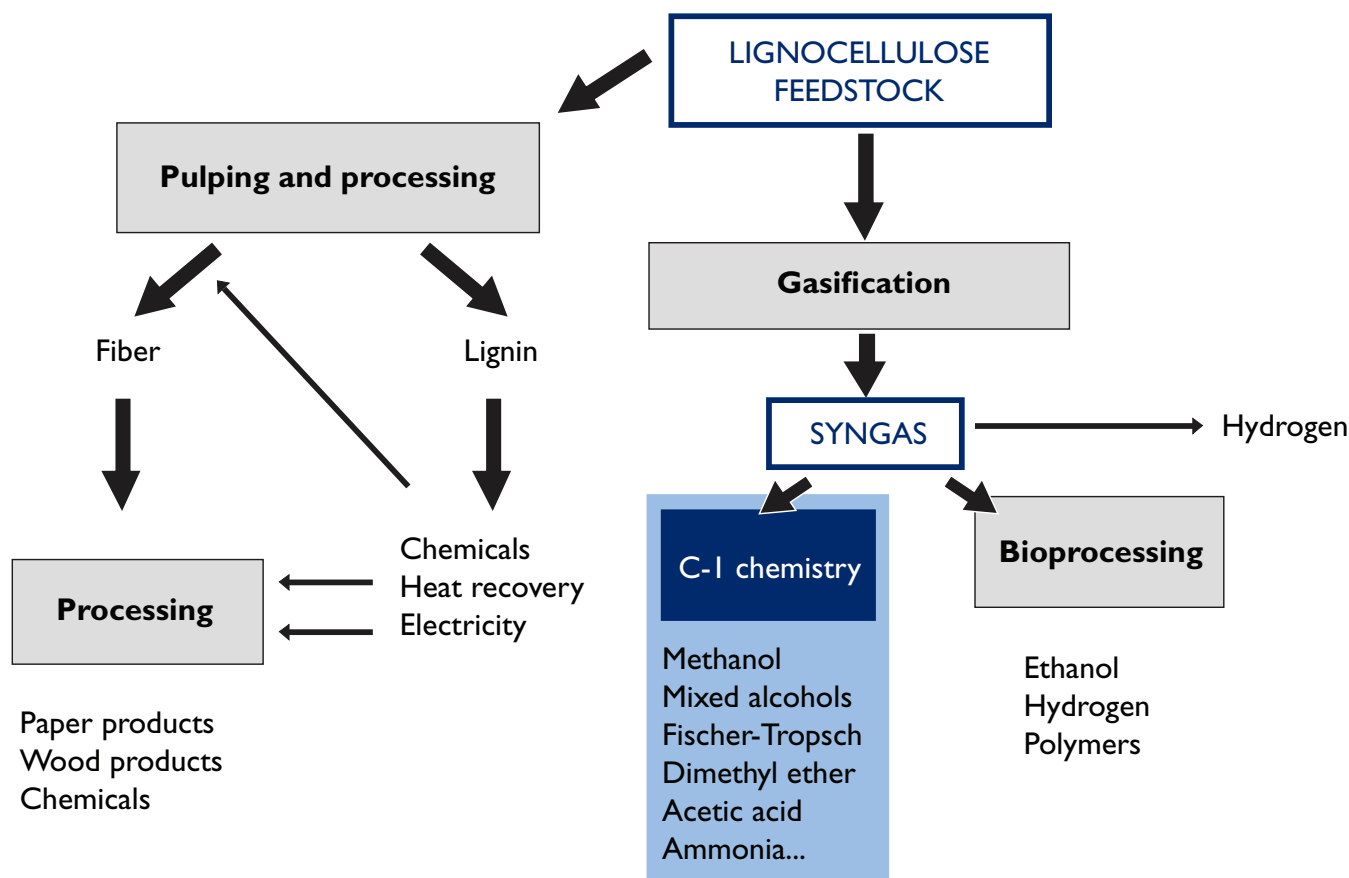 LIGNOCELLULOSE
FEEDSTOCK
Pulping and processing
Gasification
Fiber
Lignin
SYNGAS
Hydrogen
Chemicals
Heat recovery
Electricity
Processing
C-1 chemistry
Bioprocessing
Paper products
Wood products
Chemicals
Methanol
Mixed alcohols
Fischer-Tropsch
Dimethyl ether
Acetic acid
Ammonia...
Ethanol
Hydrogen
Polymers